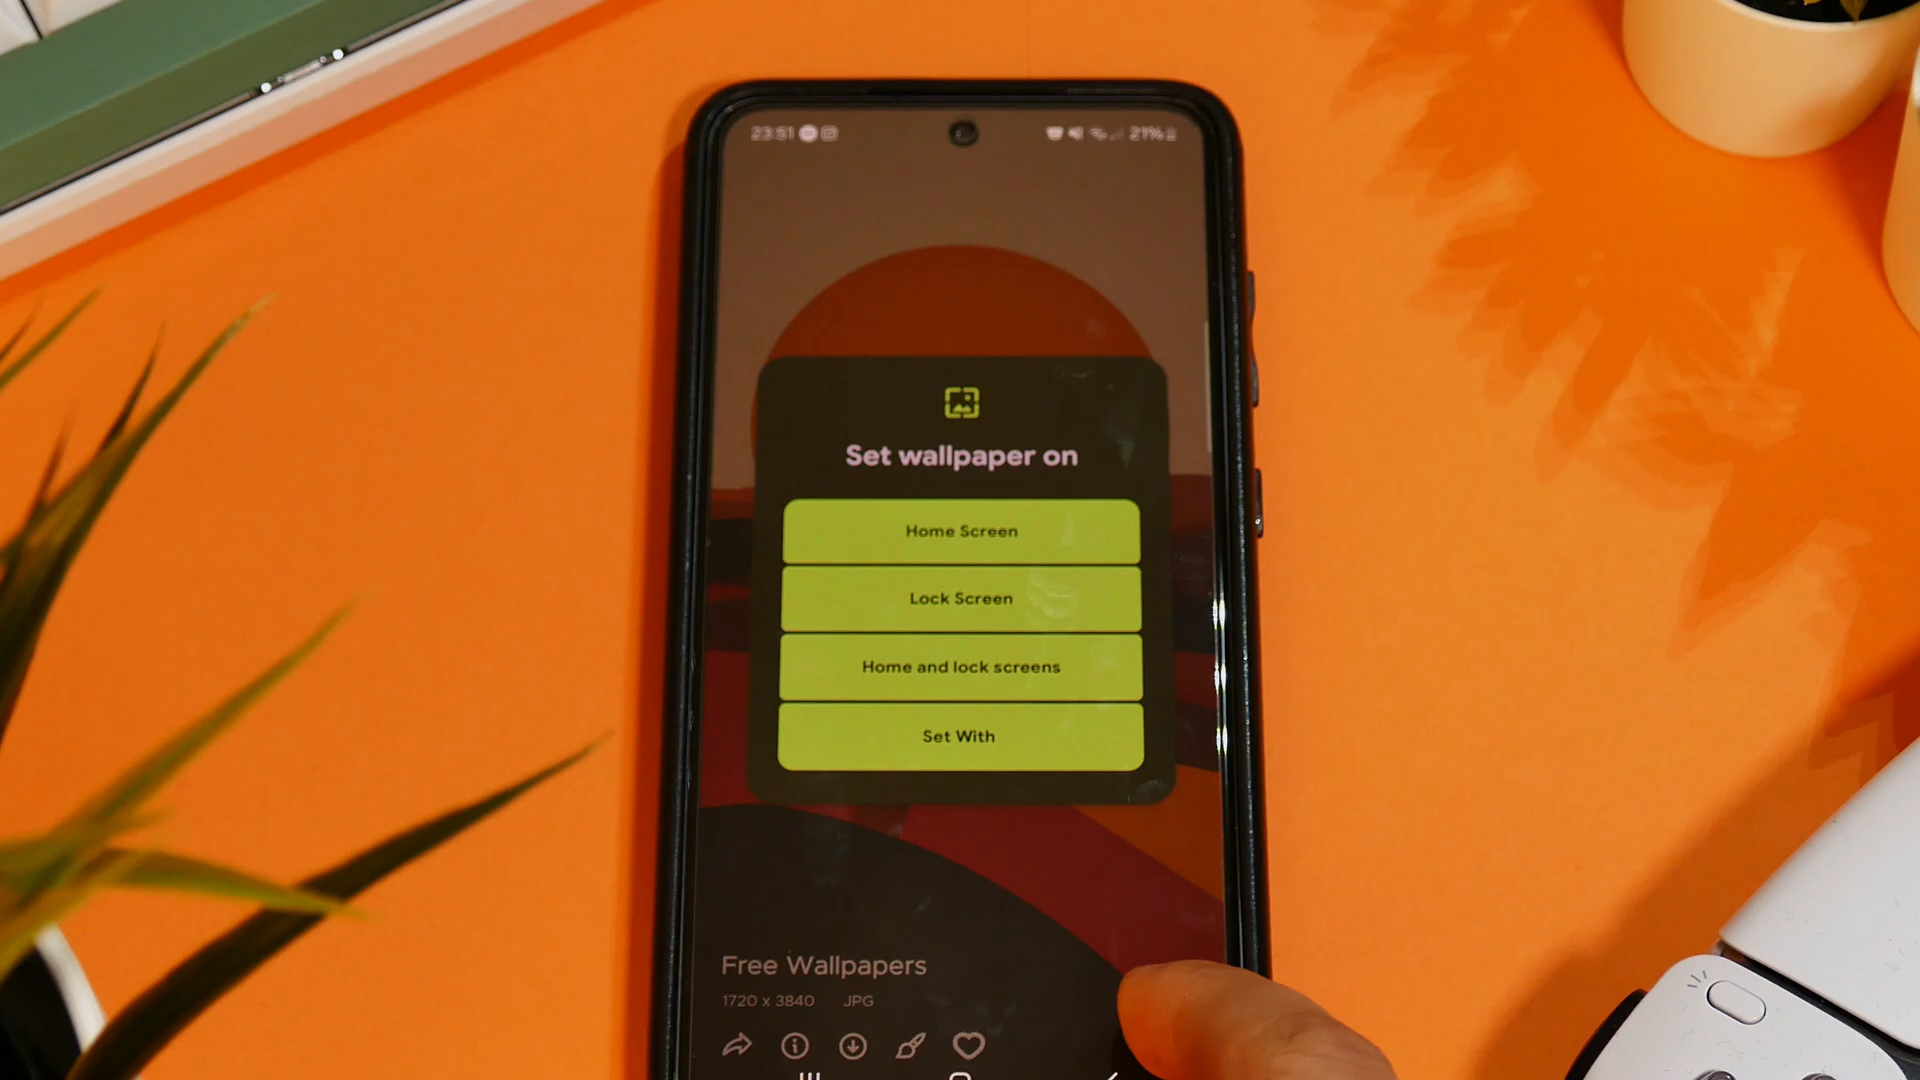 23:51
21%
Set wallpaper on
Home Screen
Lock Screen
Home and lock screens
Set With
Free Wallpapers
1720 x 3840 JPG